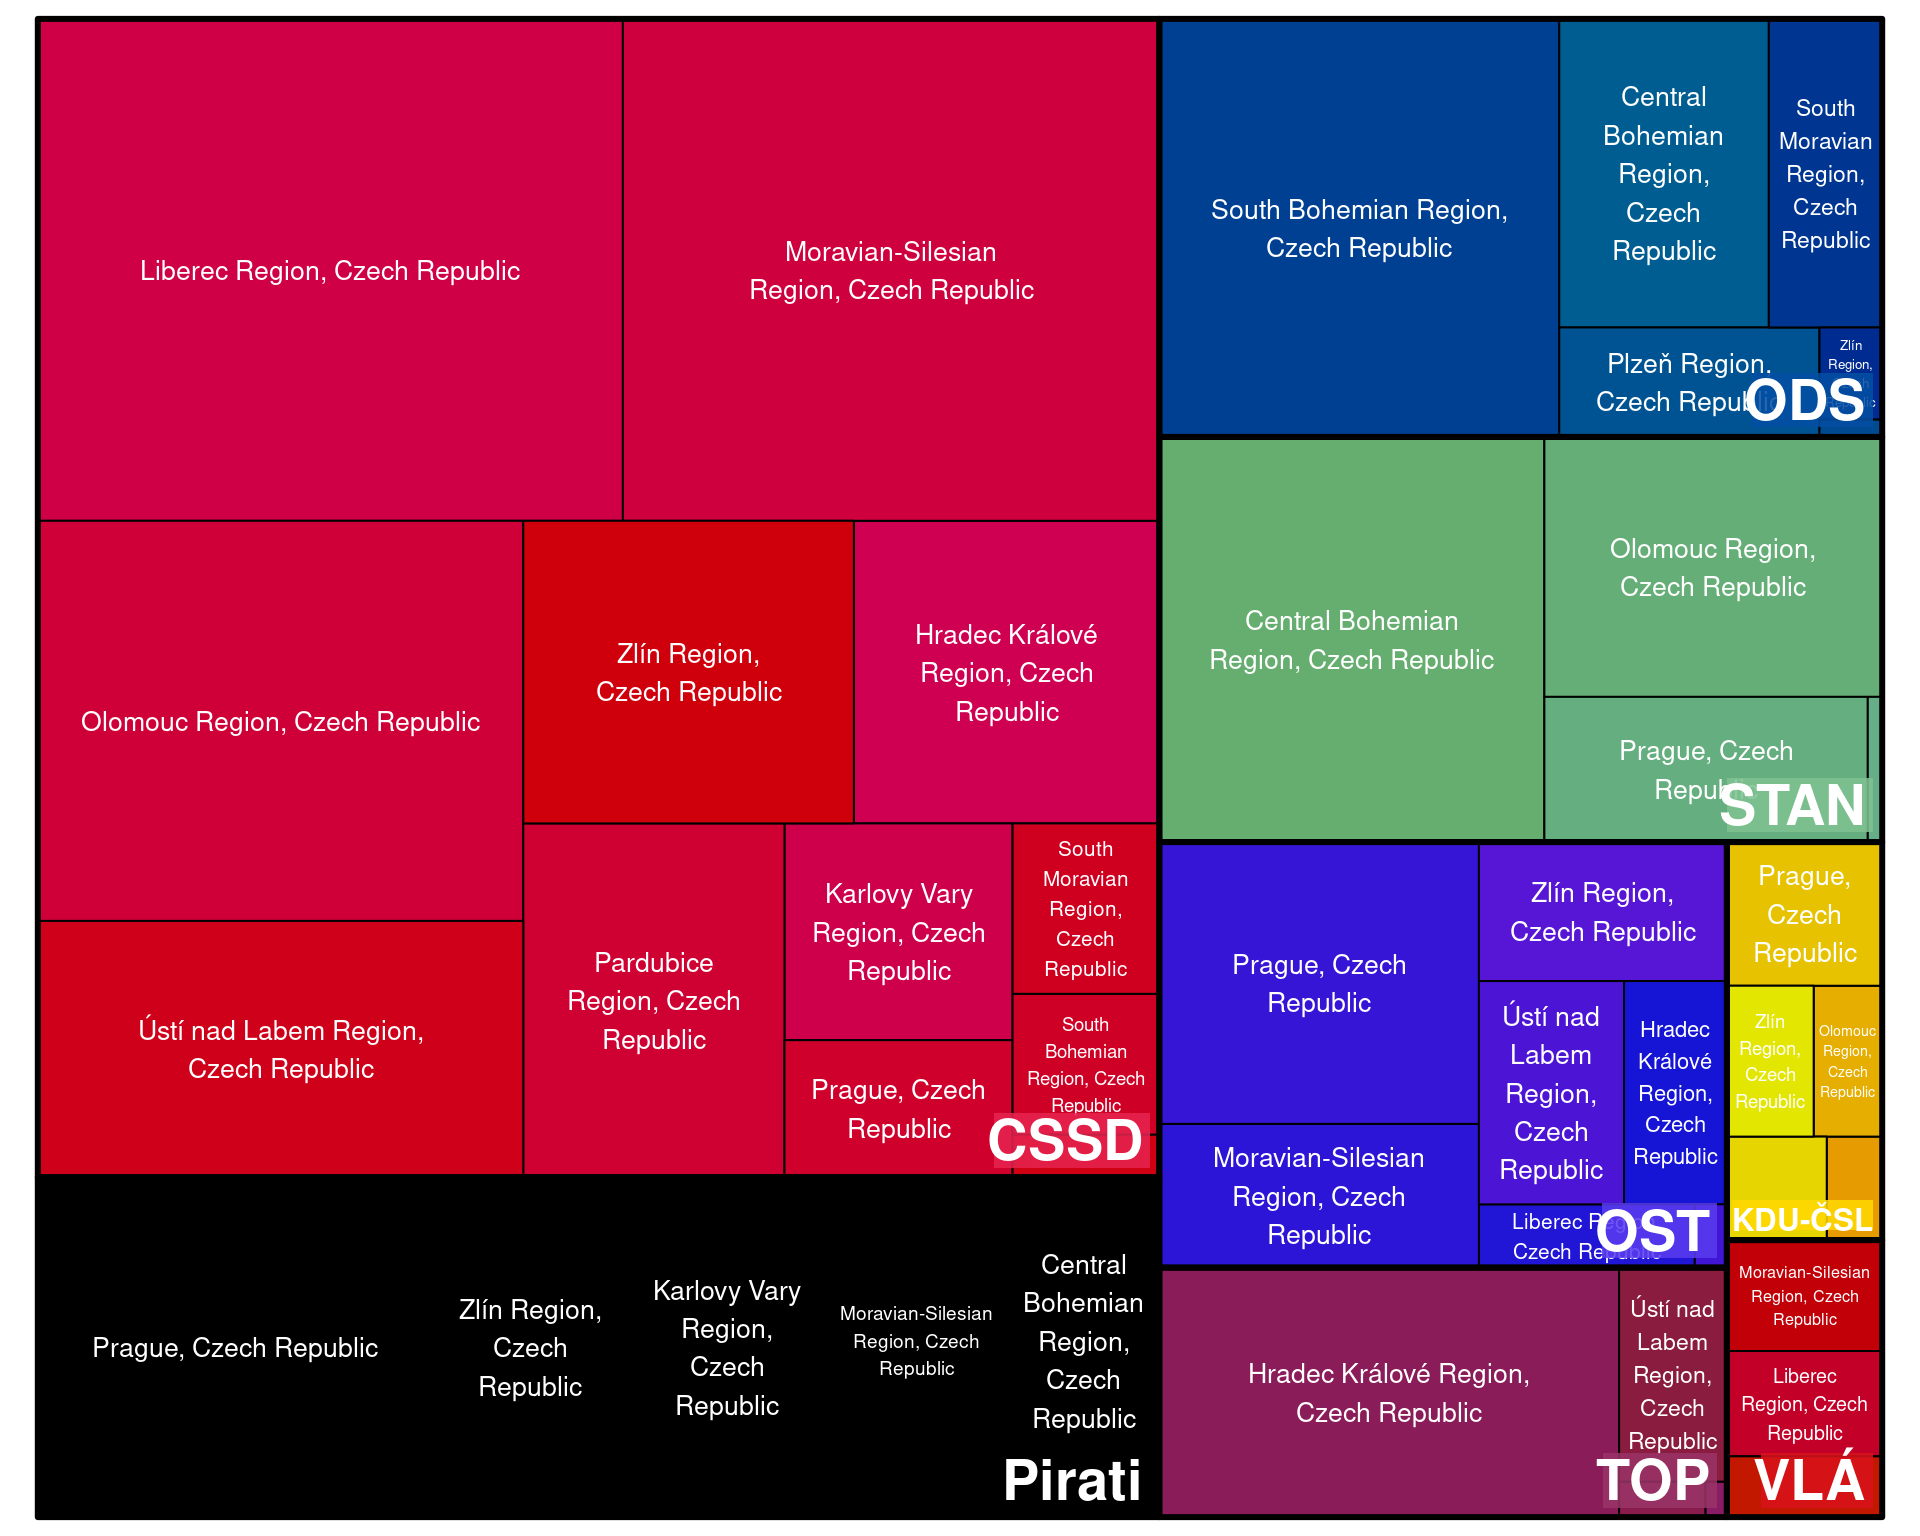 Liberec Region, Czech Republic
Moravian-Silesian
Region, Czech Republic
Olomouc Region, Czech Republic
Zlín Region,
Czech Republic
Hradec Králové
Region, Czech
Republic
Ústí nad Labem Region,
Czech Republic
Pardubice
Region, Czech
Republic
Karlovy Vary
Region, Czech
Republic
South
Moravian
Region,
Czech
Republic
Prague, Czech
Republic
South
Bohemian
Region, Czech
Republic
CSSD
Prague, Czech Republic
Zlín Region,
Czech
Republic
Karlovy Vary
Region,
Czech
Republic
Moravian-Silesian
Region, Czech
Republic
Central
Bohemian
Region,
Czech
Republic
Pirati
South Bohemian Region,
Czech Republic
Central
Bohemian
Region,
Czech
Republic
South
Moravian
Region,
Czech
Republic
Plzeň Region,
Czech Republic
Zlín
Region,
ODS
Central Bohemian
Region, Czech Republic
Olomouc Region,
Czech Republic
Prague, Czech
Republic
STAN
Prague, Czech
Republic
Zlín Region,
Czech Republic
Ústí nad
Labem
Region,
Czech
Republic
Hradec
Králové
Region,
Czech
Republic
Moravian-Silesian
Region, Czech
Republic
Liberec Region,
Czech Republic
OST
Prague,
Czech
Republic
Zlín
Region,
Czech
Republic
Olomouc
Region,
Czech
Republic
KDU-ČSL
Hradec Králové Region,
Czech Republic
Ústí nad
Labem
Region,
Czech
Republic
TOP
Moravian-Silesian
Region, Czech
Republic
Liberec
Region, Czech
Republic
VLÁ